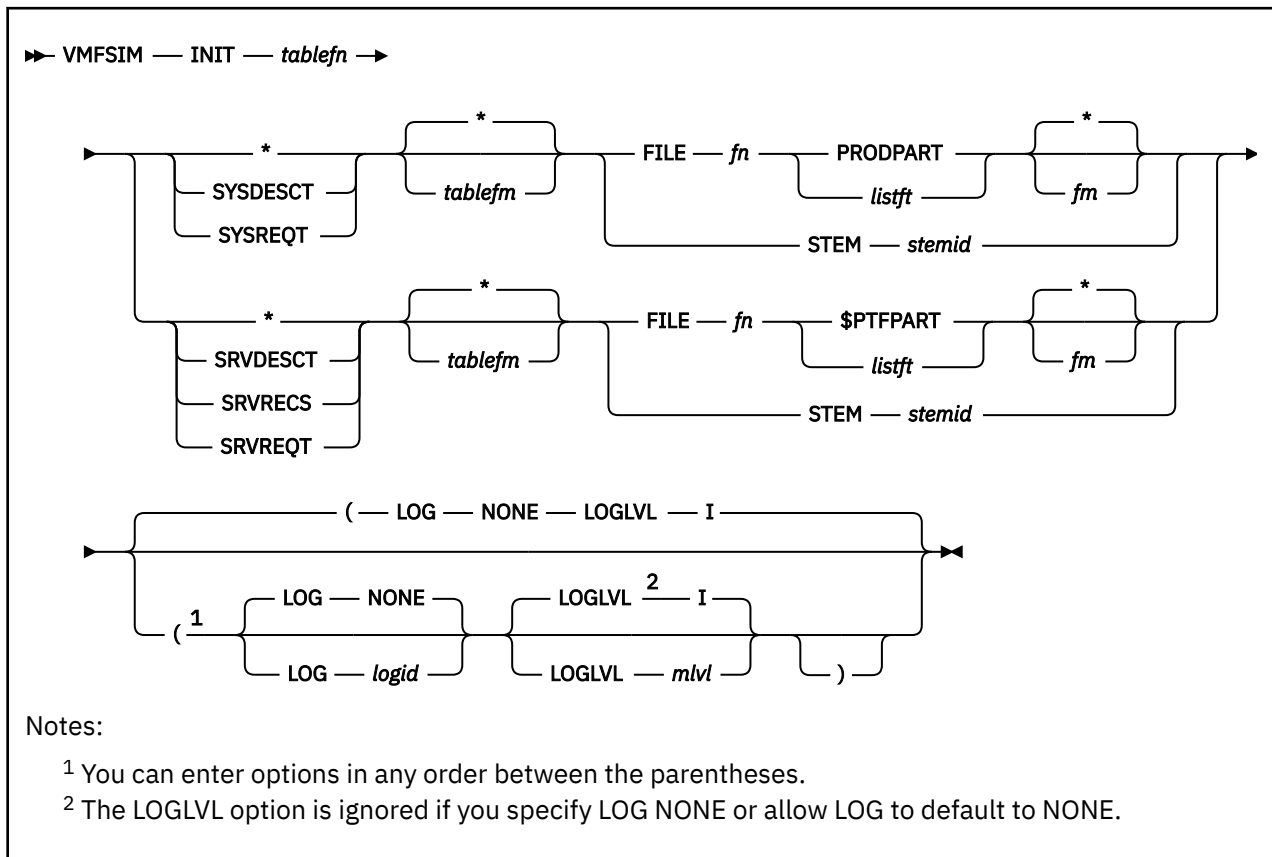 VMFSIM INIT tablefn
* *
* FILE fn PRODPART
SYSDESCT tablefm listft fm
SYSREQT STEM stemid
* *
* FILE fn $PTFPART
SRVDESCT tablefm listft fm
SRVRECS STEM stemid
SRVREQT
( LOG NONE LOGLVL I
( 1 LOG NONE LOGLVL 2 I
LOG logid LOGLVL mlvl )
Notes:
1 You can enter options in any order between the parentheses.
2 The LOGLVL option is ignored if you specify LOG NONE or allow LOG to default to NONE.